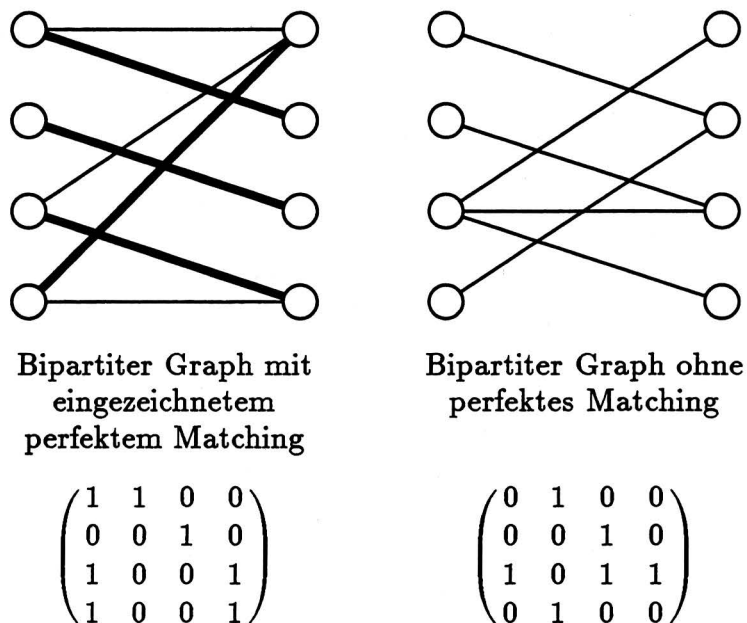 Bipartiter Graph mit
eingezeichnetem
perfektem Matching
Bipartiter Graph ohne
perfektes Matching
1 1 0 0
0 0 1 0
1 0 0 1
1 0 0 1
0 1 0 0
0 0 1 0
1 0 1 1
0 1 0 0